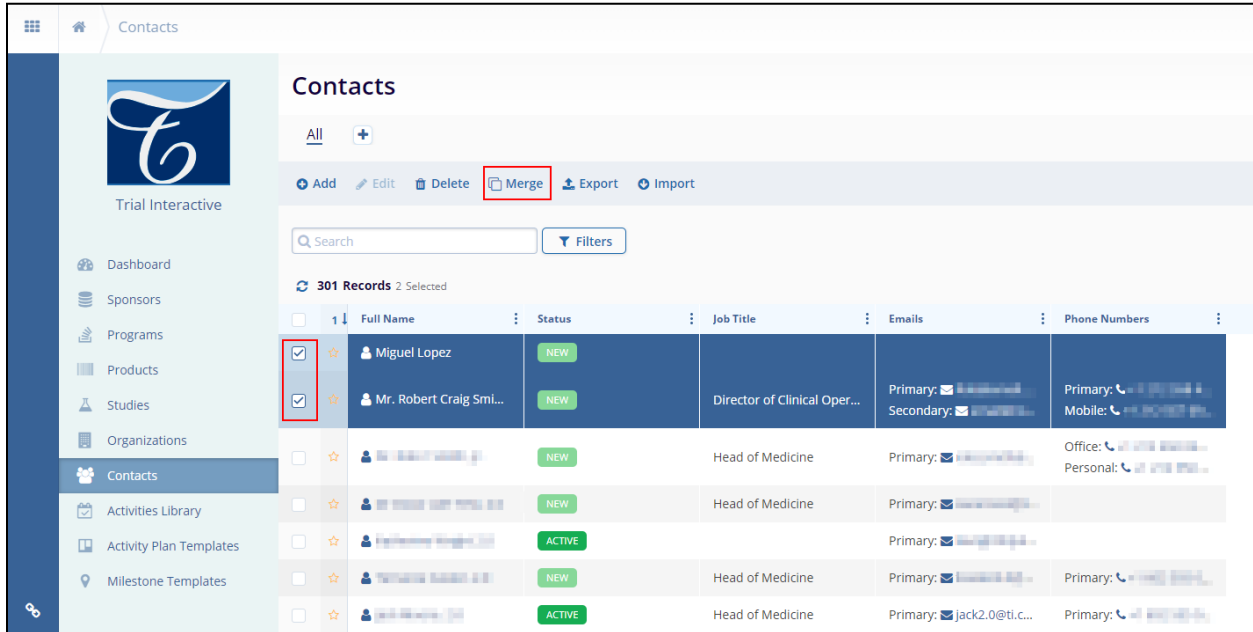 Contacts
Contacts
All
Add Edit Delete Merge Export Import
Trial Interactive
Search Filters
301 Records 2 Selected
1 Full Name Status Job Title Emails Phone Numbers
Miguel Lopez NEW
Mr. Robert Craig Smi... NEW Director of Clinical Oper... Primary: Primary:
Secondary: Mobile:
NEW Head of Medicine Primary: Office:
Personal:
NEW Head of Medicine Primary:
ACTIVE Primary:
NEW Head of Medicine Primary: Primary:
ACTIVE Head of Medicine Primary: jack2.0@ti.c... Primary:
Dashboard
Sponsors
Programs
Products
Studies
Organizations
Contacts
Activities Library
Activity Plan Templates
Milestone Templates